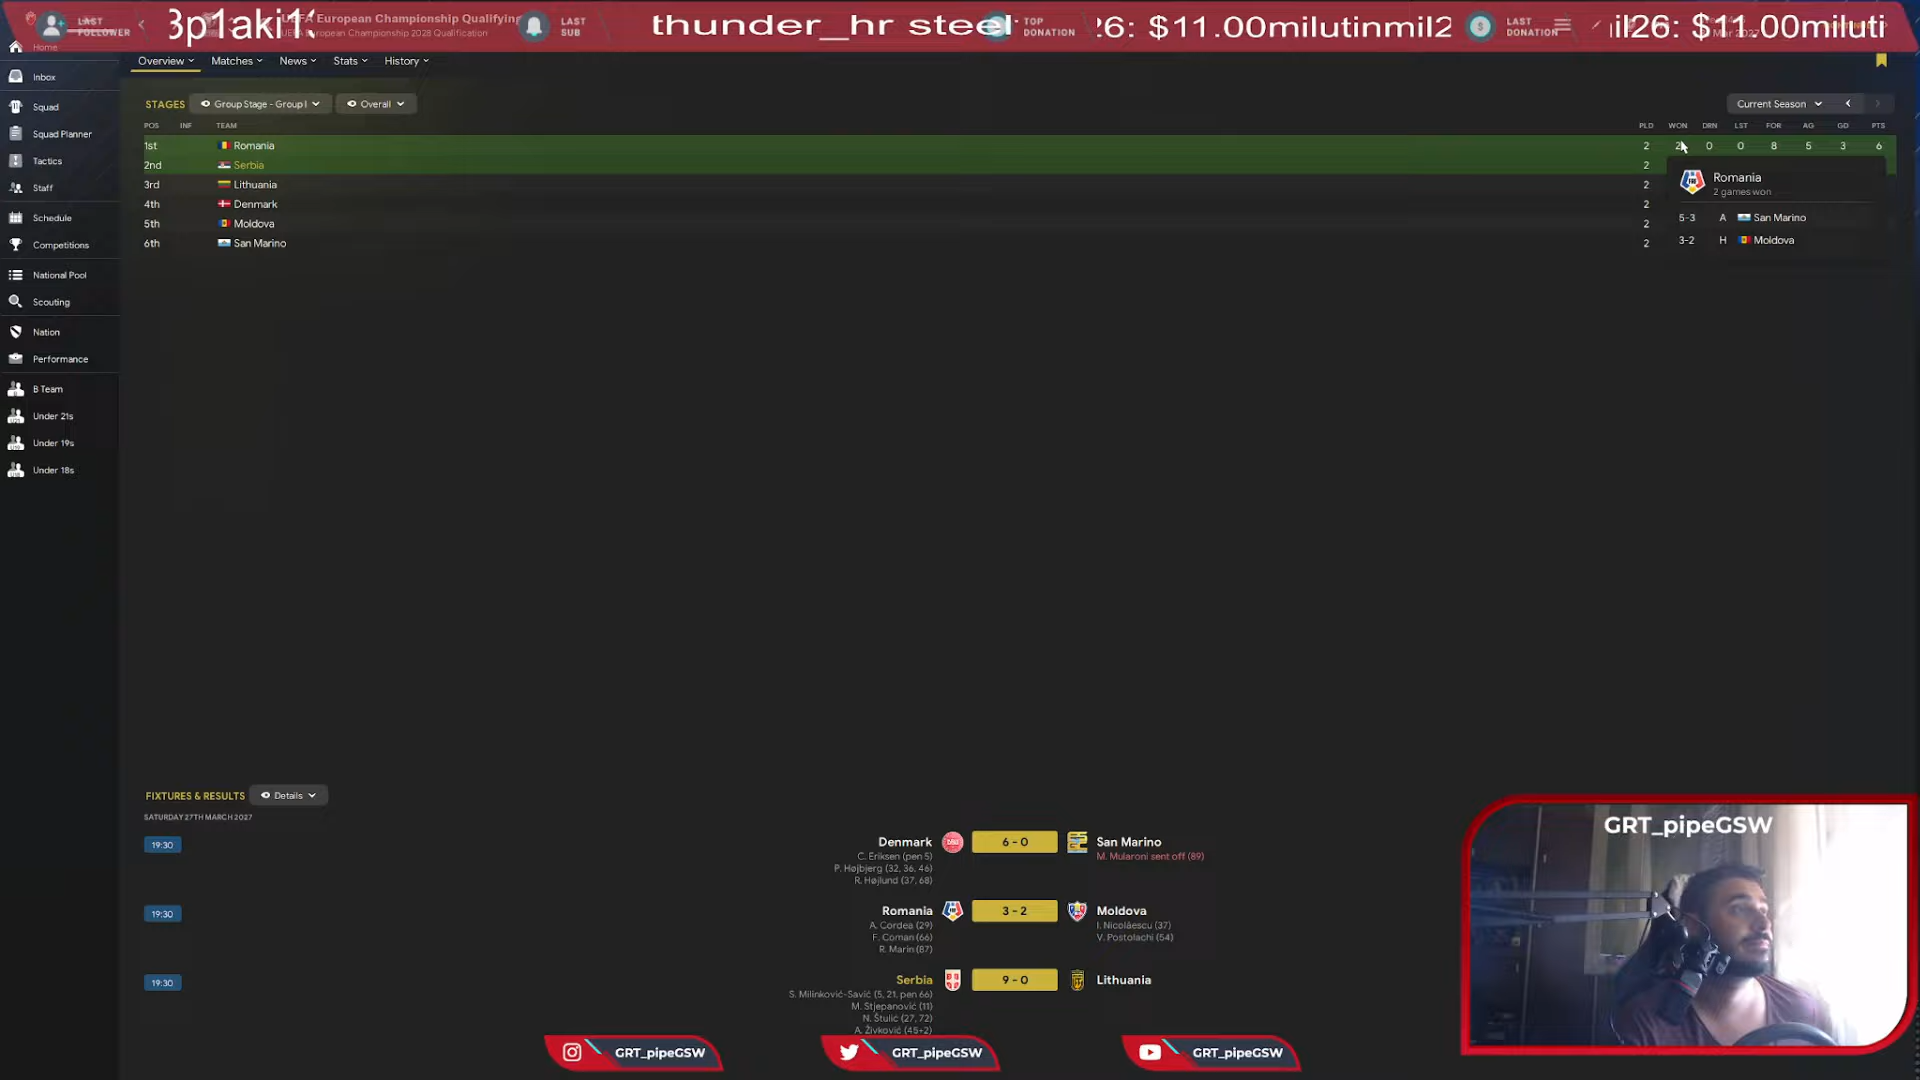 LAST FOLLOWER
3p1aki1
European Championship Qualifying
UEFA European Championship 2028 Qualification
LAST SUB
thunder_hr steel
TOP DONATION
26: $11.00milutinmil2
LAST DONATION
il26: $11.00miluti
Home
Inbox
Squad
Squad Planner
Tactics
Staff
Schedule
Competitions
National Pool
Scouting
Nation
Performance
B Team
Under 21s
Under 19s
Under 18s
Overview Matches News Stats History
STAGES Group Stage - Group I Overall Current Season
POS INF TEAM PLD WON DRN LST FOR AG GD PTS
1st Romania 2 2 0 0 8 5 3 6
2nd Serbia 2
3rd Lithuania 2
4th Denmark 2
5th Moldova 2
6th San Marino 2
Romania
2 games won
5-3 A San Marino
3-2 H Moldova
FIXTURES & RESULTS Details
SATURDAY 27TH MARCH 2027
19:30 Denmark 6 - 0 San Marino
C. Eriksen (pen 5) M. Mularoni sent off (89)
P. Højbjerg (32, 36, 46)
R. Højlund (37, 68)
19:30 Romania 3 - 2 Moldova
A. Cordea (29) I. Nicolăescu (37)
F. Coman (66) V. Postolachi (54)
R. Marin (87)
19:30 Serbia 9 - 0 Lithuania
S. Milinković-Savić (5, 21, pen 66)
M. Stjepanović (11)
N. Štulić (27, 72)
A. Živković (45+2)
GRT_pipeGSW
GRT_pipeGSW GRT_pipeGSW GRT_pipeGSW